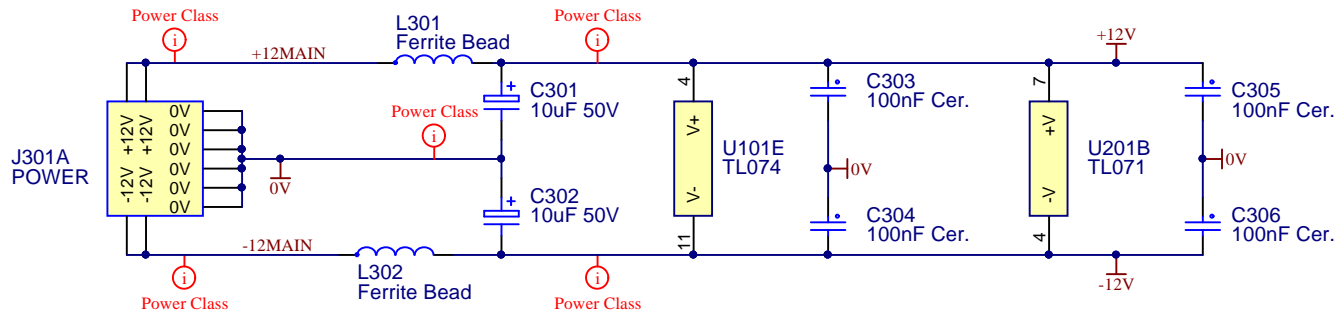 Power Class
L301
Ferrite Bead
Power Class
+12MAIN
+12V
C301
10uF 50V
4
V+
V-
11
U101E
TL074
C303
100nF Cer.
7
+V
-V
4
U201B
TL071
C305
100nF Cer.
Power Class
J301A
POWER
+12V
+12V
-12V
-12V
0V
0V
0V
0V
0V
0V
0V
0V
0V
C302
10uF 50V
C304
100nF Cer.
C306
100nF Cer.
-12MAIN
L302
Ferrite Bead
Power Class
Power Class
-12V